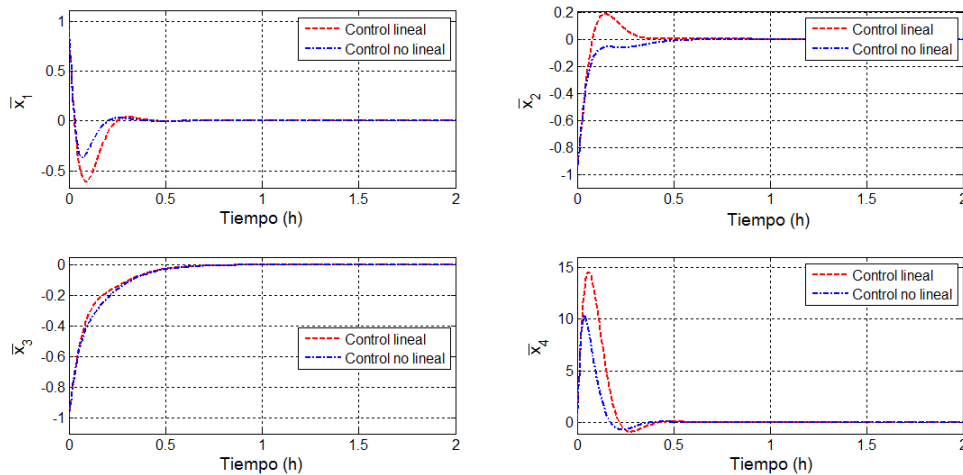 1
0.5
0
-0.5
x̄1
0
0.5
1
1.5
2
Tiempo (h)
Control lineal
Control no lineal
0.2
0
-0.2
-0.4
-0.6
-0.8
-1
x̄2
0
0.5
1
1.5
2
Tiempo (h)
Control lineal
Control no lineal
0
-0.2
-0.4
-0.6
-0.8
-1
x̄3
0
0.5
1
1.5
2
Tiempo (h)
Control lineal
Control no lineal
15
10
5
0
x̄4
0
0.5
1
1.5
2
Tiempo (h)
Control lineal
Control no lineal